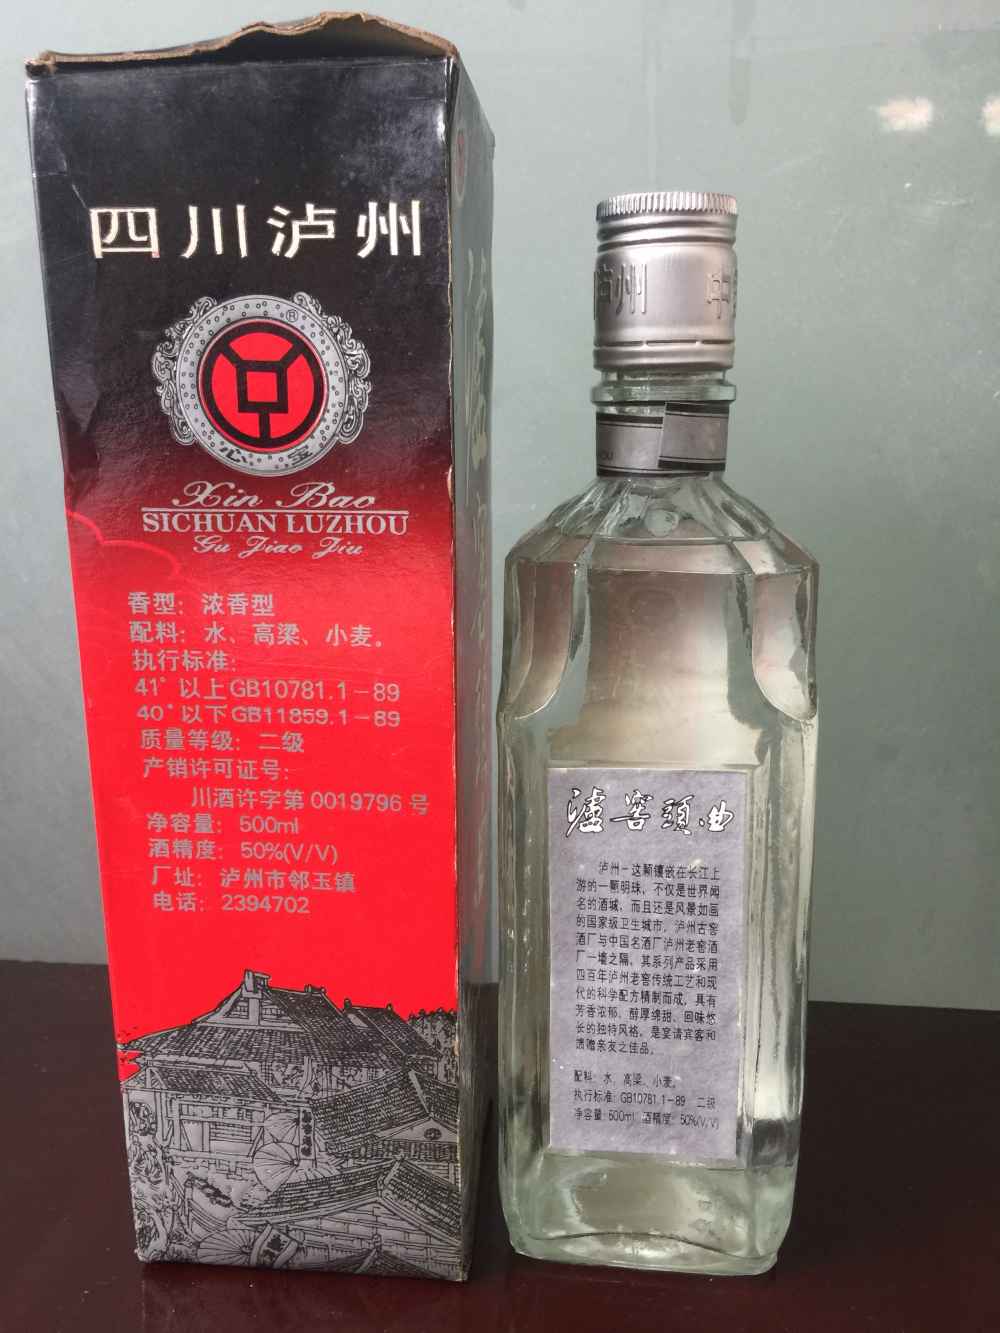 四川泸州
®
心宝
Xin Bao
SICHUAN LUZHOU
Gu Jiao Jiu
香型：浓香型
配料：水、高梁、小麦。
执行标准：
41°以上GB10781.1-89
40°以下GB11859.1-89
质量等级：二级
产销许可证号：
川酒许字第0019796号
净容量：500ml
酒精度：50%(V/V)
厂址：泸州市邻玉镇
电话：2394702
泸州 中
瀘窖頭曲
泸州-这颗镶嵌在长江上
游的一颗明珠，不仅是世界闻
名的酒城，而且还是风景如画
的国家级卫生城市，泸州古窖
酒厂与中国名酒厂泸州老窖酒
厂一墙之隔，其系列产品采用
四百年泸州老窖传统工艺和现
代的科学配方精制而成，具有
芳香浓郁，醇厚绵甜，回味悠
长的独特风格，是宴请宾客和
馈赠亲友之佳品。
配料：水、高梁、小麦。
执行标准：GB10781.1-89 二级
净容量：500ml 酒精度：50%(V/V)